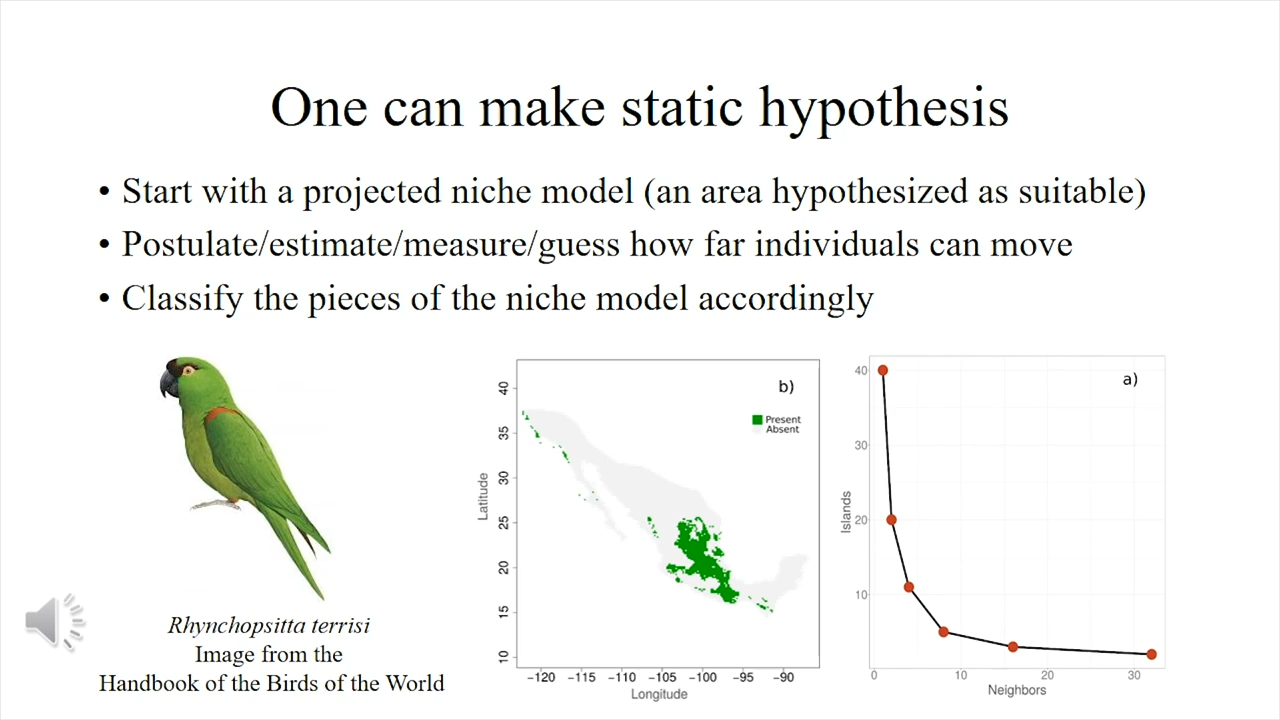 One can make static hypothesis
• Start with a projected niche model (an area hypothesized as suitable)
• Postulate/estimate/measure/guess how far individuals can move
• Classify the pieces of the niche model accordingly
Rhynchopsitta terrisi
Image from the
Handbook of the Birds of the World
b)
Present
Absent
Latitude
40
35
30
25
20
15
10
−120 −115 −110 −105 −100 −95 −90
Longitude
a)
Islands
40
30
20
10
0 10 20 30
Neighbors